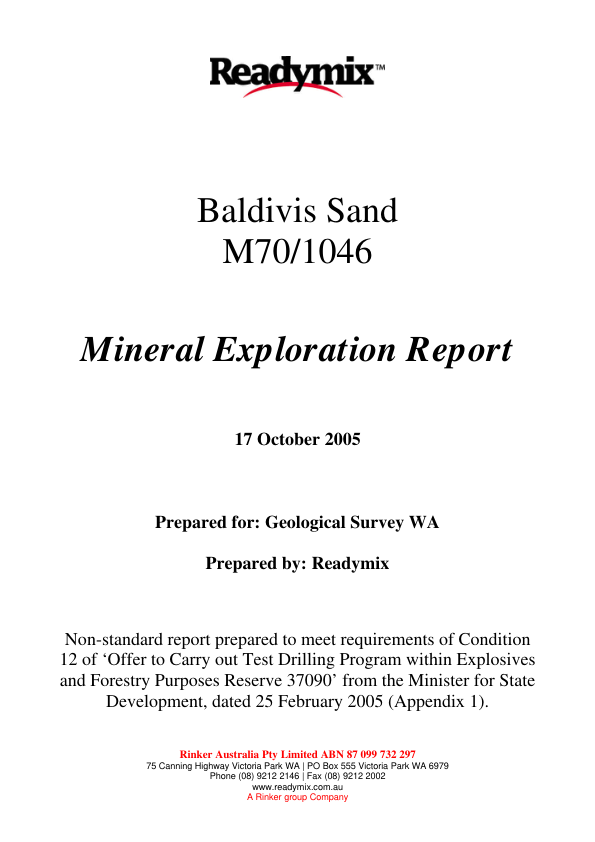 Readymix™
Baldivis Sand
M70/1046
Mineral Exploration Report
17 October 2005
Prepared for: Geological Survey WA
Prepared by: Readymix
Non-standard report prepared to meet requirements of Condition
12 of ‘Offer to Carry out Test Drilling Program within Explosives
and Forestry Purposes Reserve 37090’ from the Minister for State
Development, dated 25 February 2005 (Appendix 1).
Rinker Australia Pty Limited ABN 87 099 732 297
75 Canning Highway Victoria Park WA | PO Box 555 Victoria Park WA 6979
Phone (08) 9212 2146 | Fax (08) 9212 2002
www.readymix.com.au
A Rinker group Company